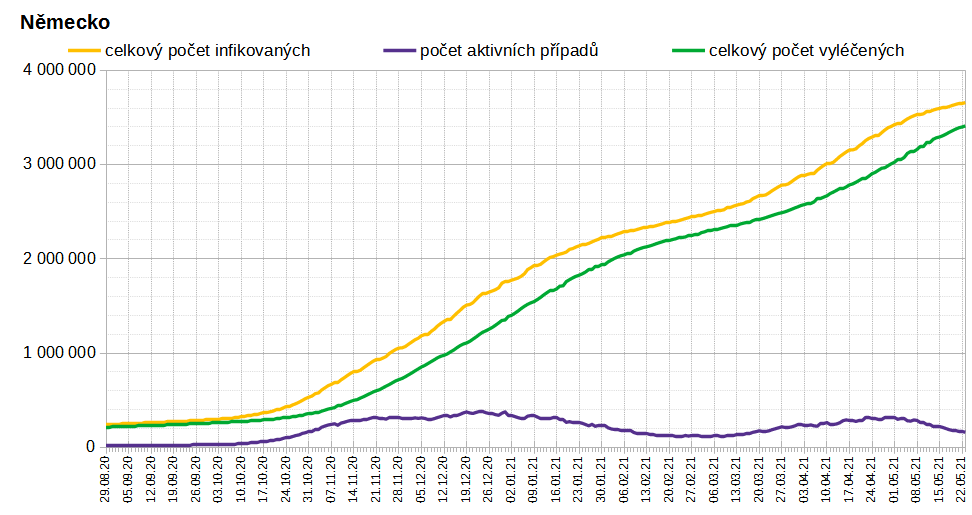 Německo
celkový počet infikovaných počet aktivních případů celkový počet vyléčených
4 000 000
3 000 000
2 000 000
1 000 000
0
29.08.20 05.09.20 12.09.20 19.09.20 26.09.20 03.10.20 10.10.20 17.10.20 24.10.20 31.10.20 07.11.20 14.11.20 21.11.20 28.11.20 05.12.20 12.12.20 19.12.20 26.12.20 02.01.21 09.01.21 16.01.21 23.01.21 30.01.21 06.02.21 13.02.21 20.02.21 27.02.21 06.03.21 13.03.21 20.03.21 27.03.21 03.04.21 10.04.21 17.04.21 24.04.21 01.05.21 08.05.21 15.05.21 22.05.21